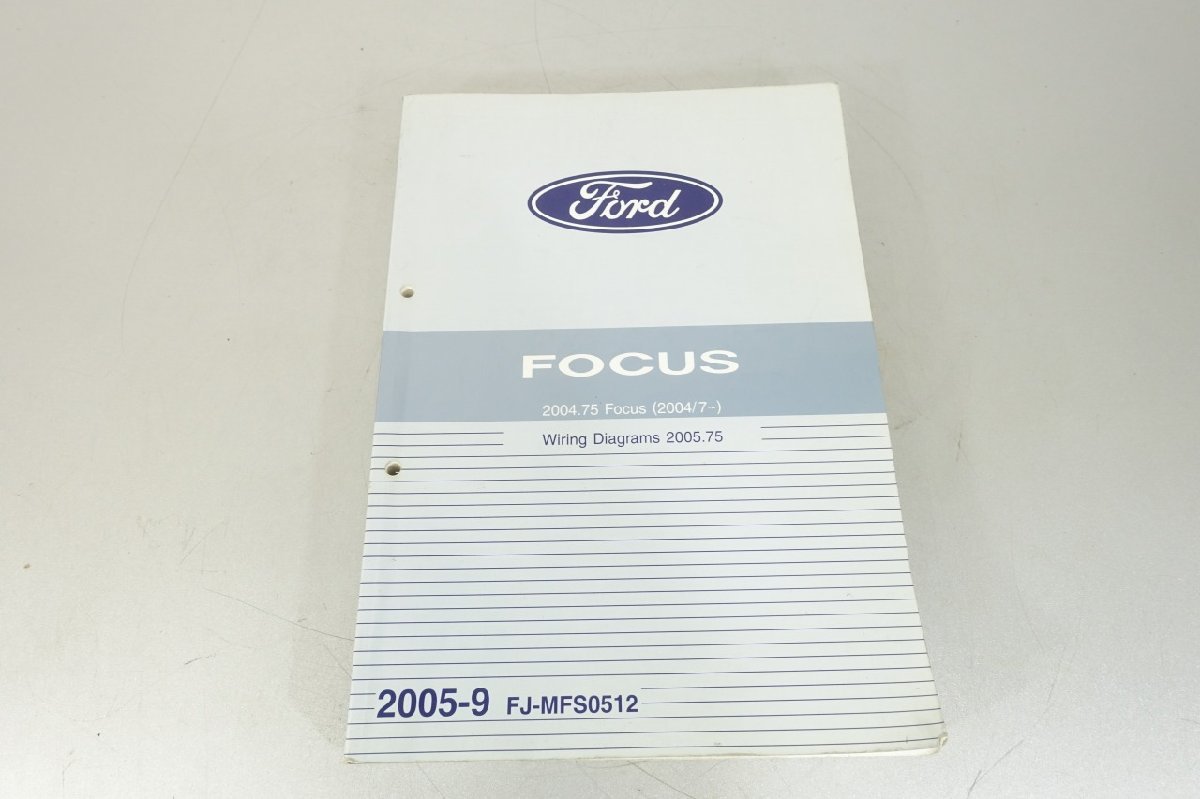 Ford
FOCUS
2004.75 Focus (2004/7-)
Wiring Diagrams 2005.75
2005-9 FJ-MFS0512